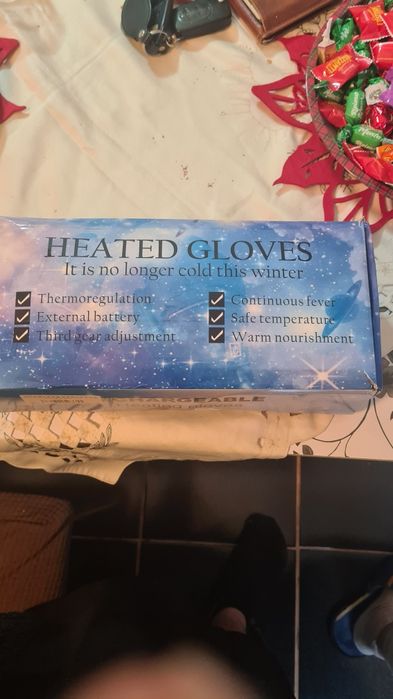 HEATED GLOVES
It is no longer cold this winter
Thermoregulation
External battery
Third gear adjustment
Continuous fever
Safe temperature
Warm nourishment